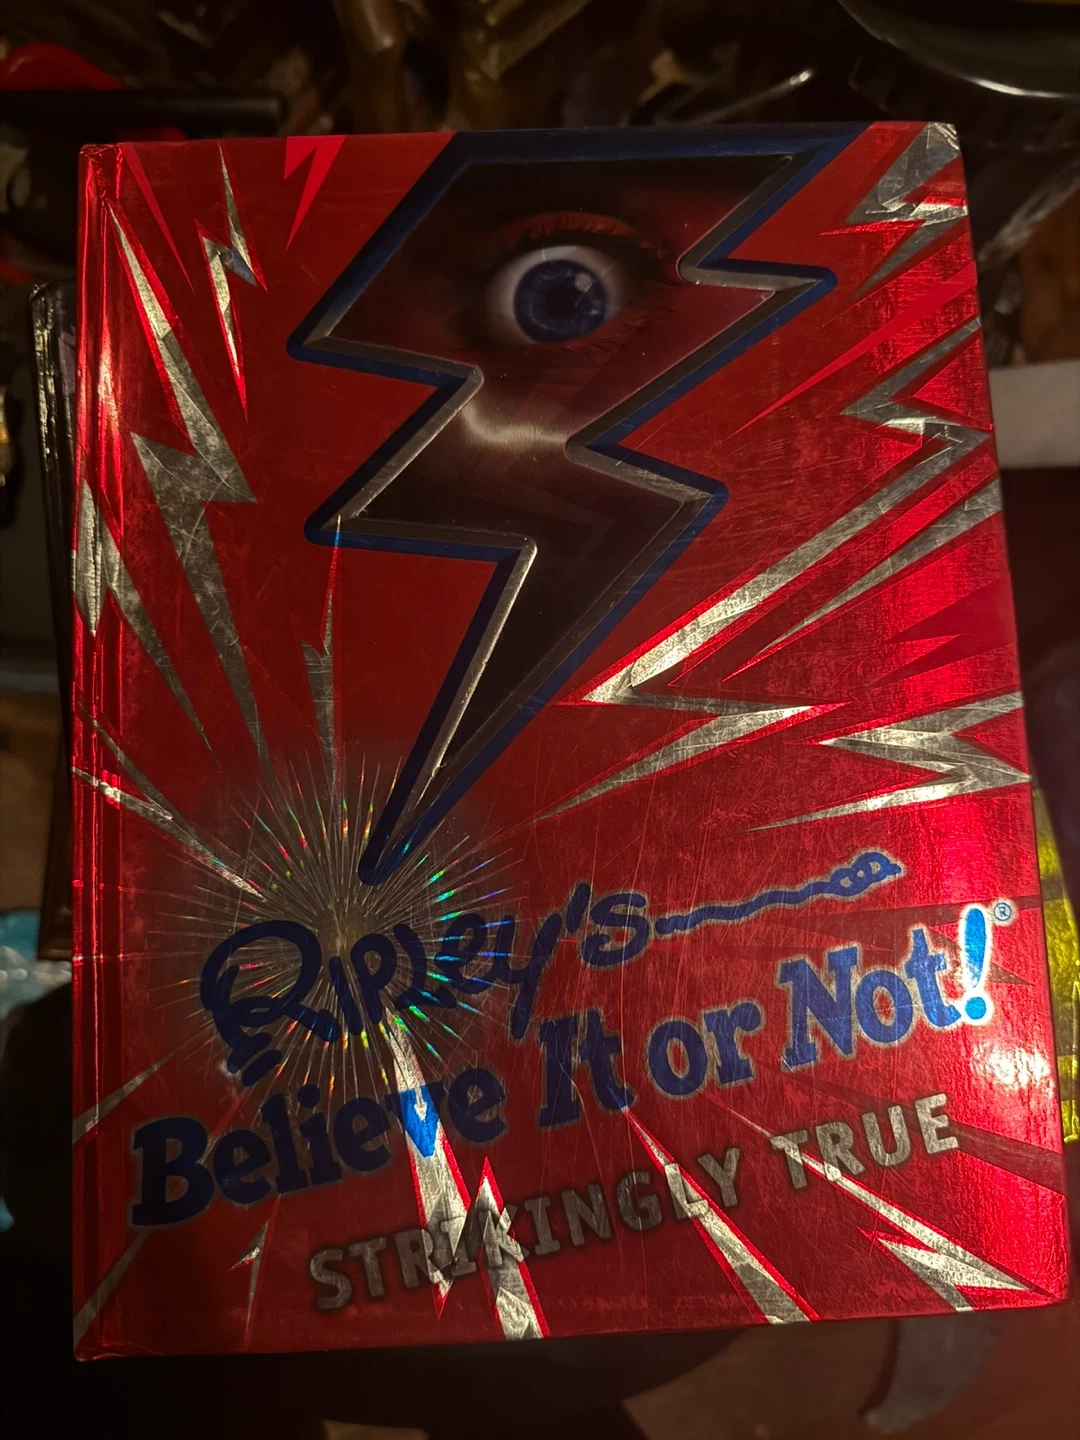 Ripley's
Believe It or Not!®
STRIKINGLY TRUE